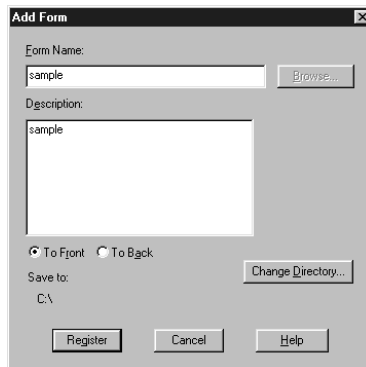 Add Form
Form Name:
sample
Browse...
Description:
sample
To Front To Back
Save to:
Change Directory...
C:\
Register Cancel Help